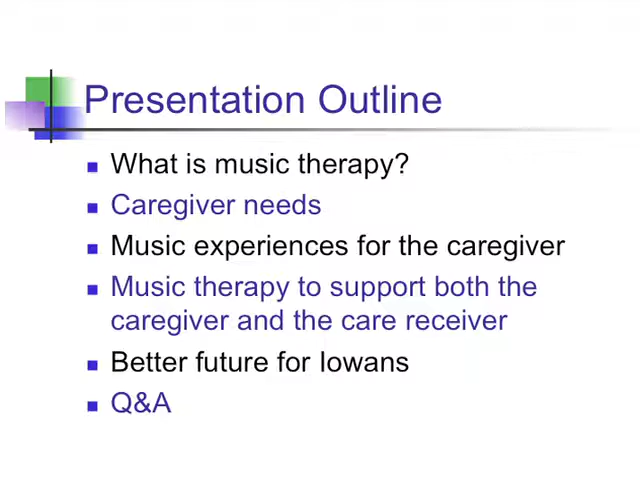 Presentation Outline
What is music therapy?
Caregiver needs
Music experiences for the caregiver
Music therapy to support both the
caregiver and the care receiver
Better future for Iowans
Q&A